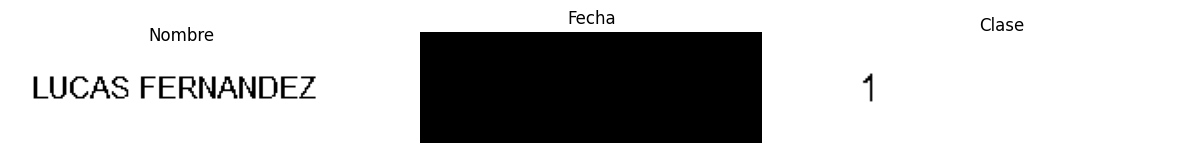 Nombre
Fecha
Clase
LUCAS FERNANDEZ
1